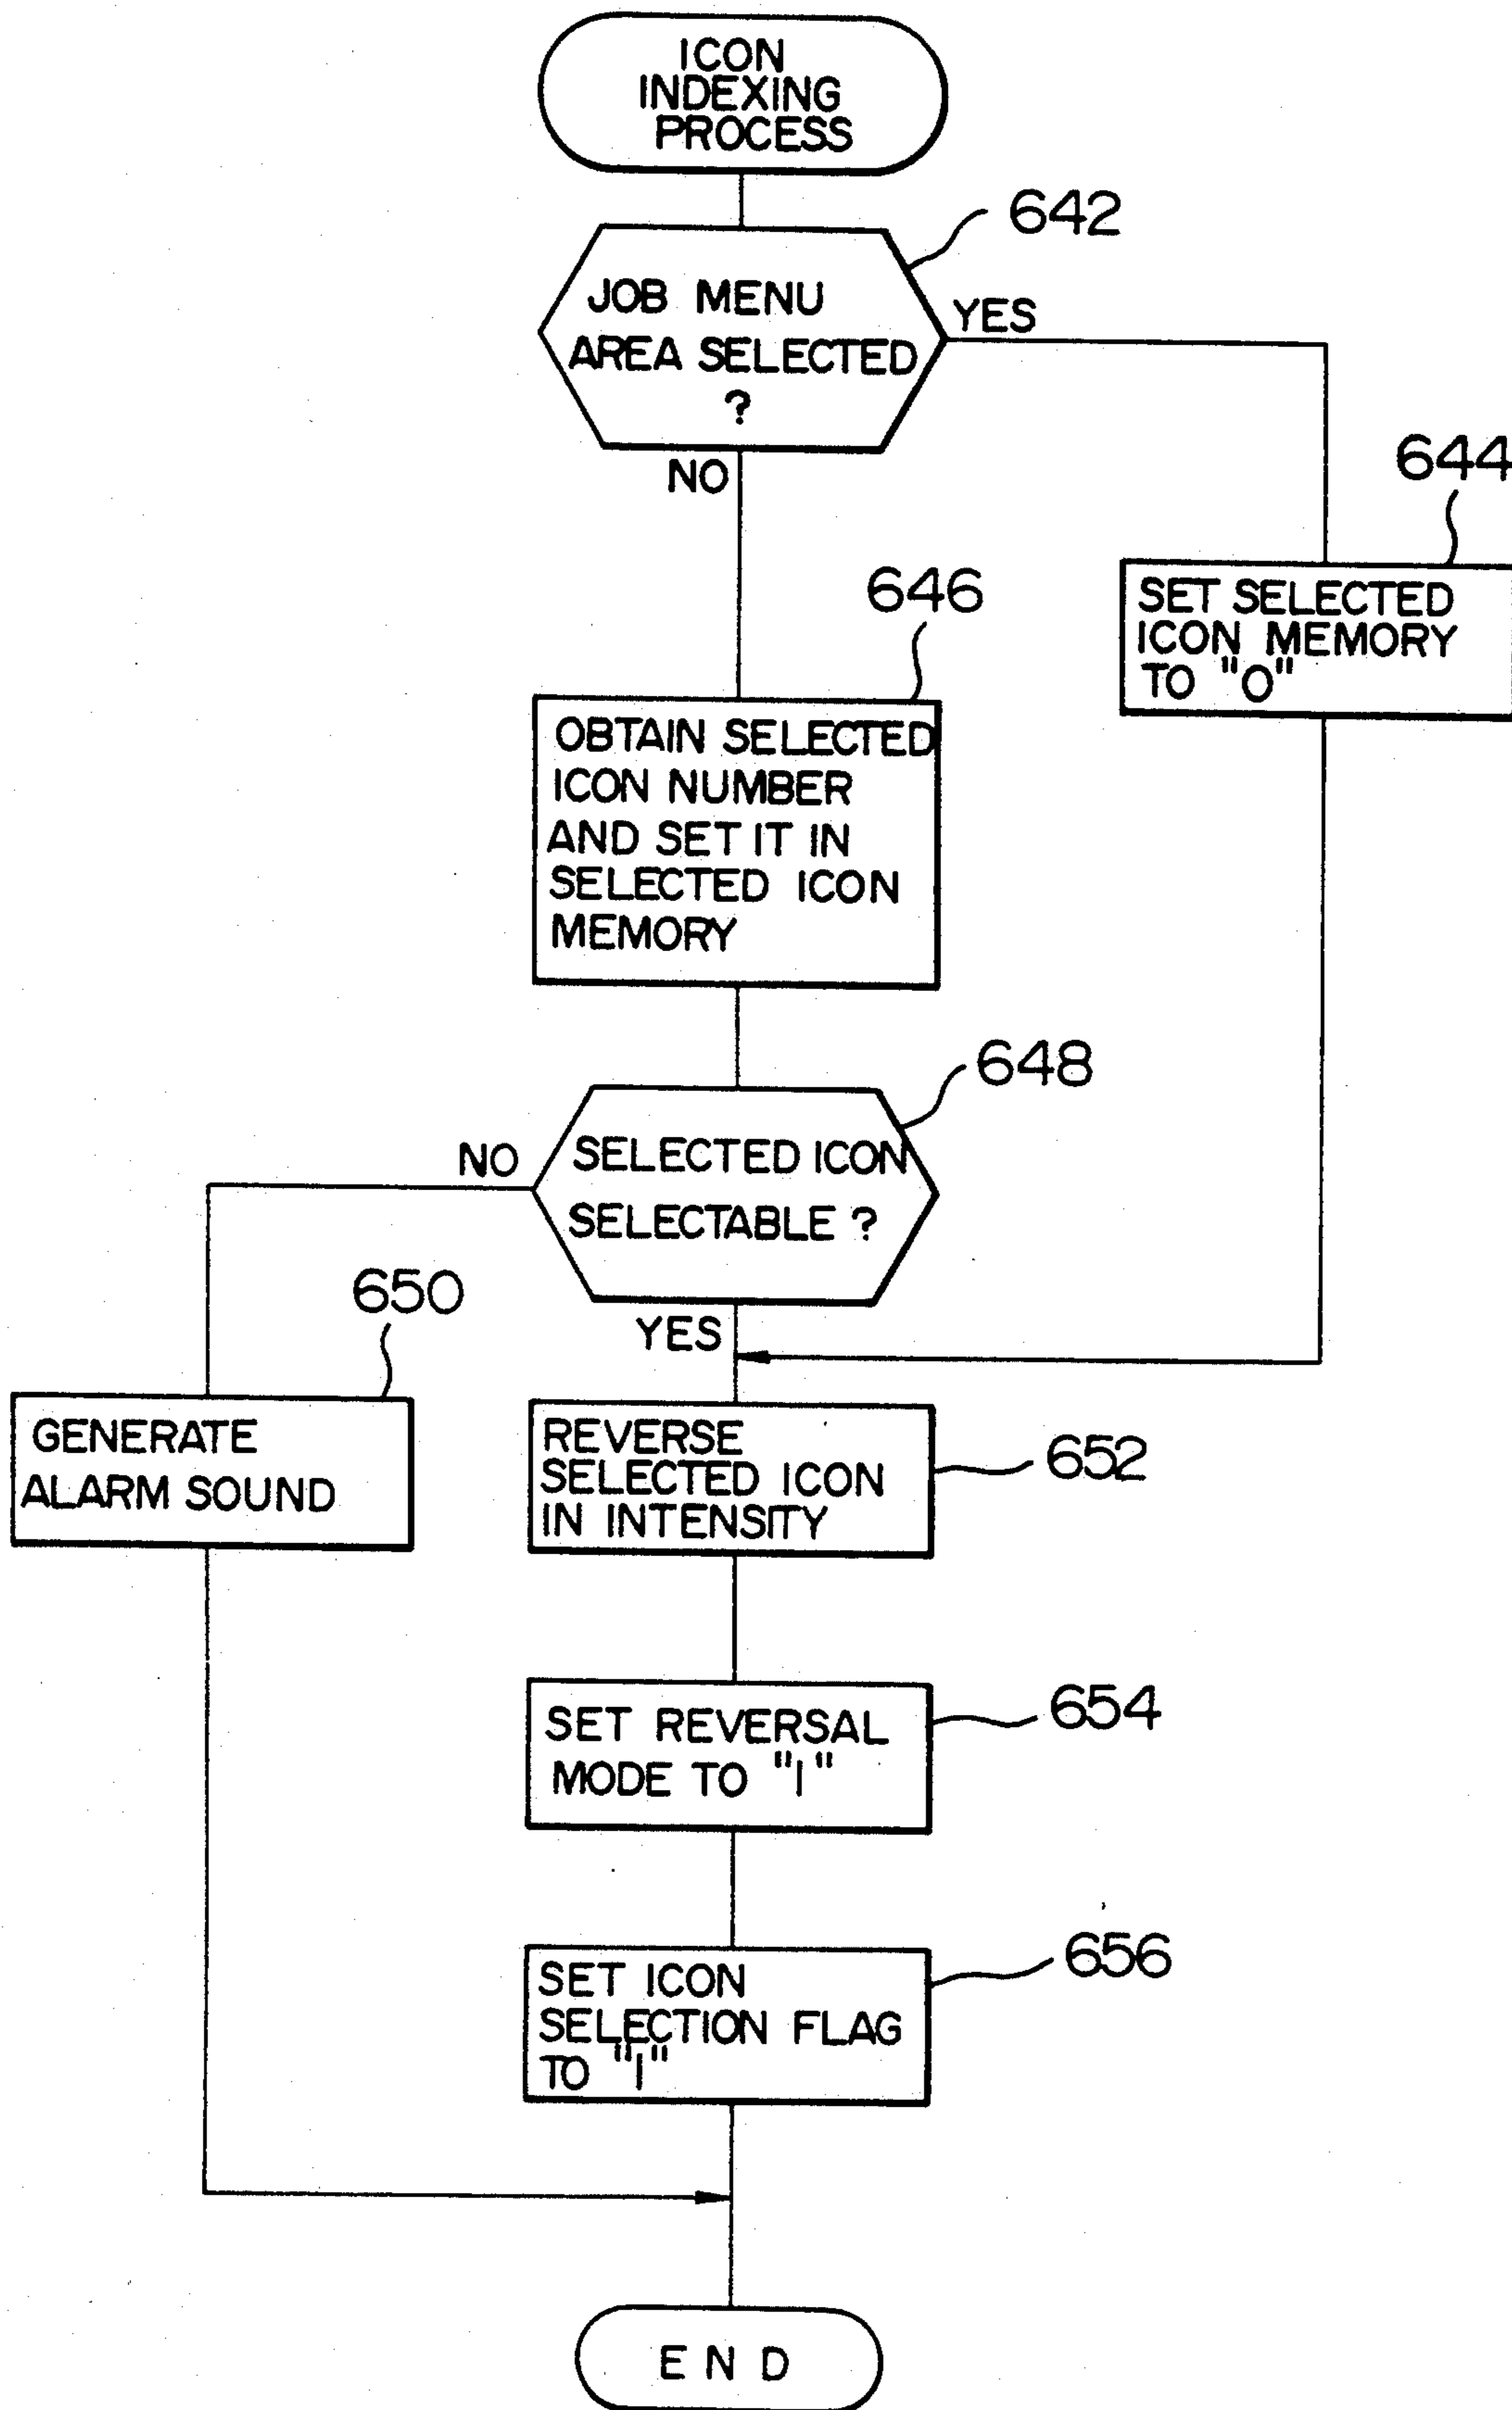 ICON
INDEXING
PROCESS
642
JOB MENU
AREA SELECTED
?
YES
NO
644
SET SELECTED
ICON MEMORY
TO "0"
646
OBTAIN SELECTED
ICON NUMBER
AND SET IT IN
SELECTED ICON
MEMORY
648
SELECTED ICON
SELECTABLE ?
NO
YES
650
GENERATE
ALARM SOUND
REVERSE
SELECTED ICON
IN INTENSITY
652
SET REVERSAL
MODE TO "1"
654
SET ICON
SELECTION FLAG
TO "1"
656
END